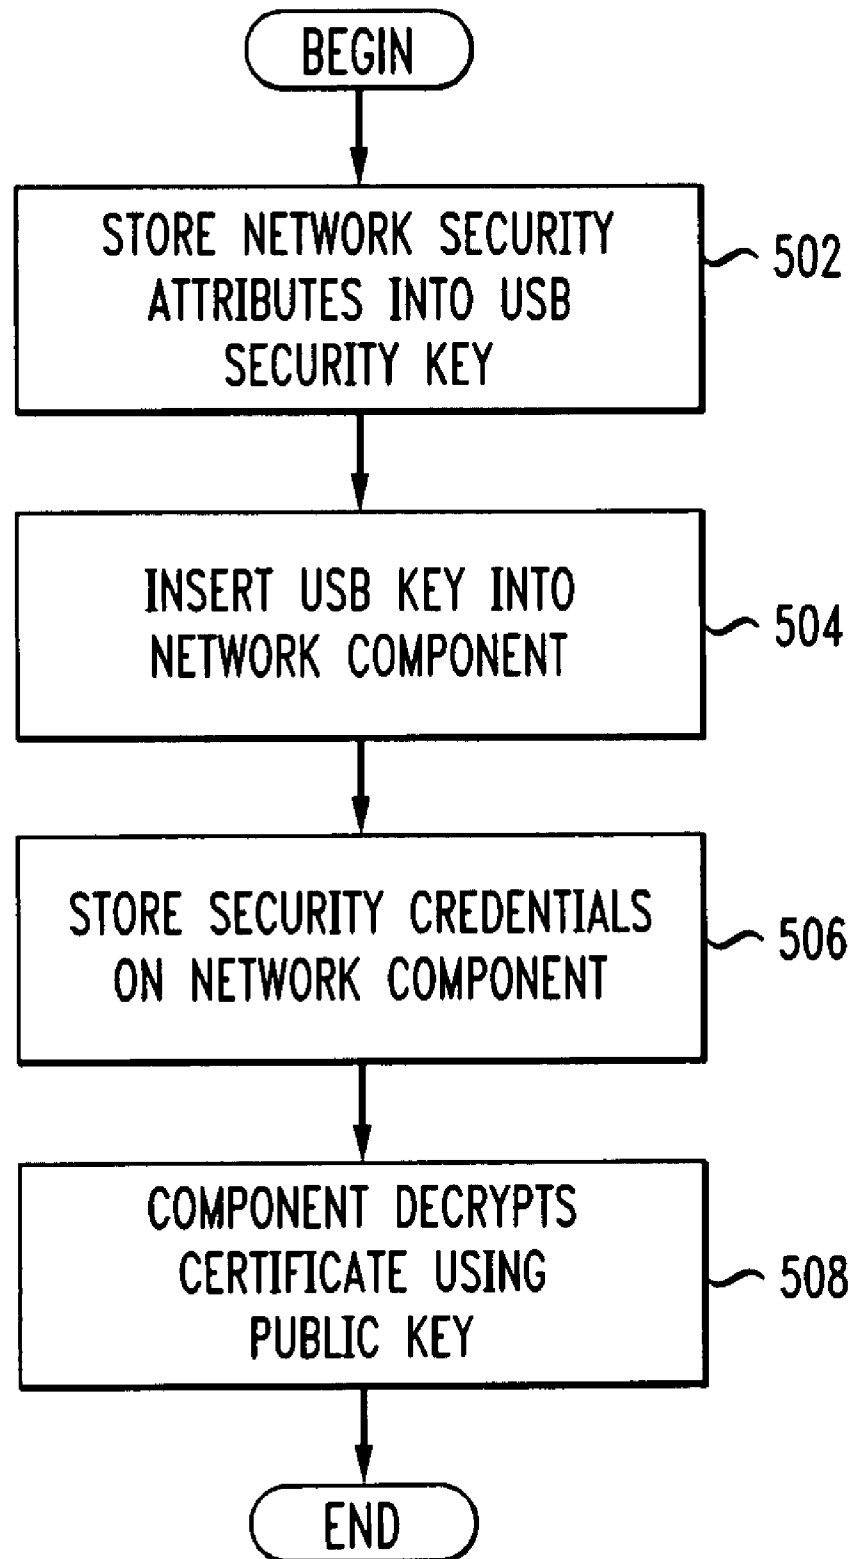 BEGIN
STORE NETWORK SECURITY
ATTRIBUTES INTO USB
SECURITY KEY
502
INSERT USB KEY INTO
NETWORK COMPONENT
504
STORE SECURITY CREDENTIALS
ON NETWORK COMPONENT
506
COMPONENT DECRYPTS
CERTIFICATE USING
PUBLIC KEY
508
END